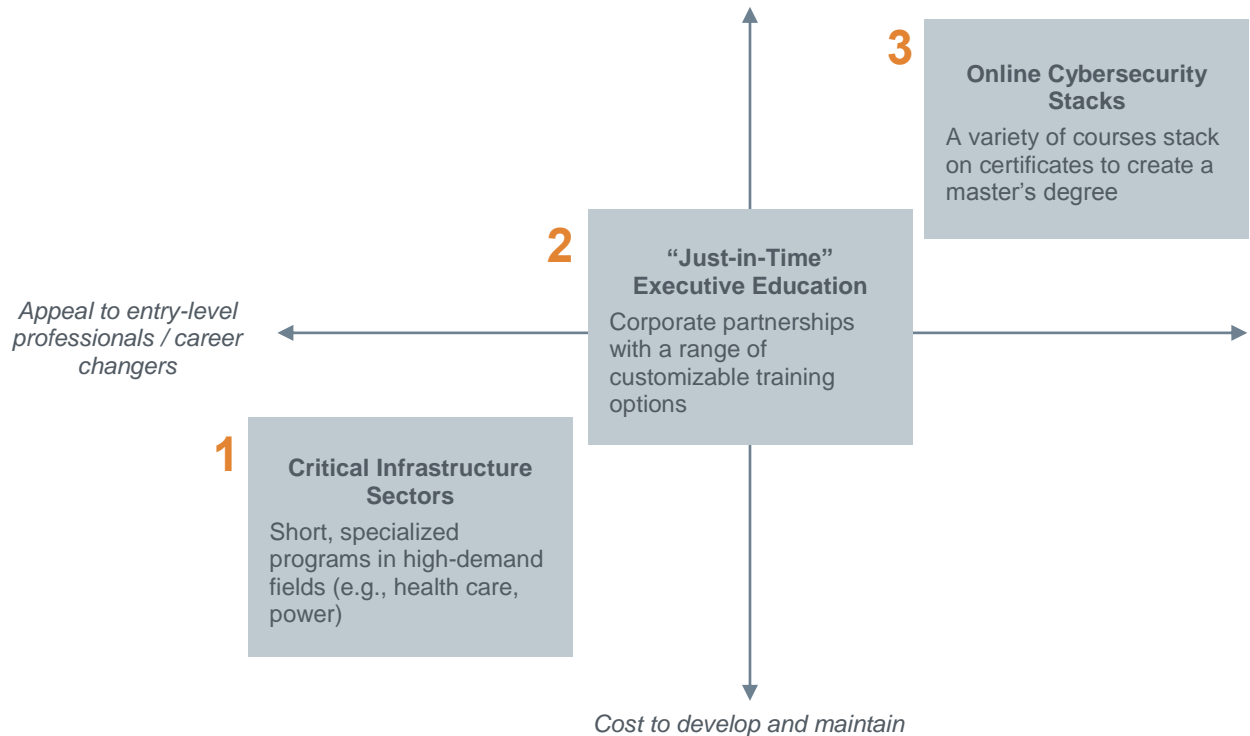 3
Online Cybersecurity
Stacks
A variety of courses stack
on certificates to create a
master’s degree
2
“Just-in-Time”
Executive Education
Corporate partnerships
with a range of
customizable training
options
Appeal to entry-level
professionals / career
changers
1
Critical Infrastructure
Sectors
Short, specialized
programs in high-demand
fields (e.g., health care,
power)
Cost to develop and maintain